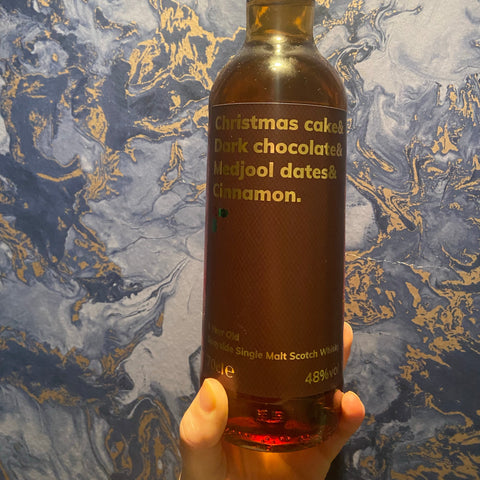 Christmas cake&
Dark chocolate&
Medjool dates&
Cinnamon.
Year Old
Single Malt Scotch Whisky
48%vol